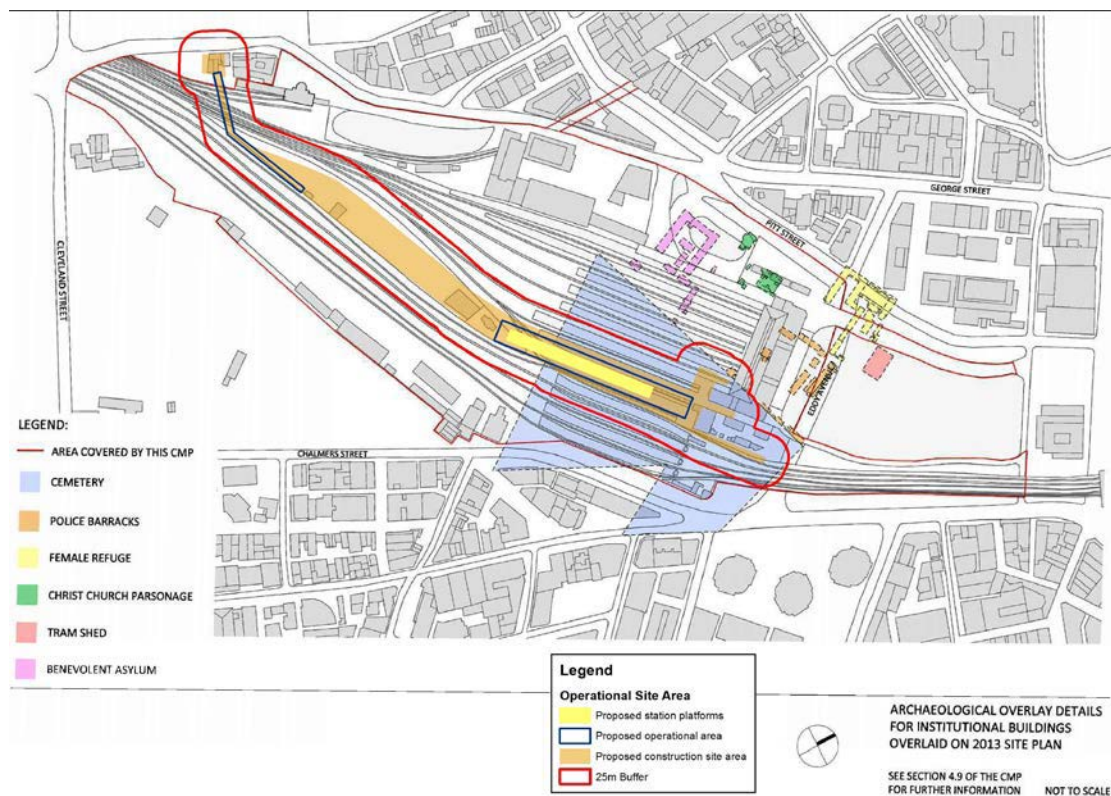 GEORGE STREET
PITT STREET
CLEVELAND STREET
EDDY AVENUE
CHALMERS STREET
LEGEND:
AREA COVERED BY THIS CMP
CEMETERY
POLICE BARRACKS
FEMALE REFUGE
CHRIST CHURCH PARSONAGE
TRAM SHED
BENEVOLENT ASYLUM
Legend
Operational Site Area
Proposed station platforms
Proposed operational area
Proposed construction site area
25m Buffer
ARCHAEOLOGICAL OVERLAY DETAILS
FOR INSTITUTIONAL BUILDINGS
OVERLAID ON 2013 SITE PLAN
SEE SECTION 4.9 OF THE CMP
FOR FURTHER INFORMATION NOT TO SCALE